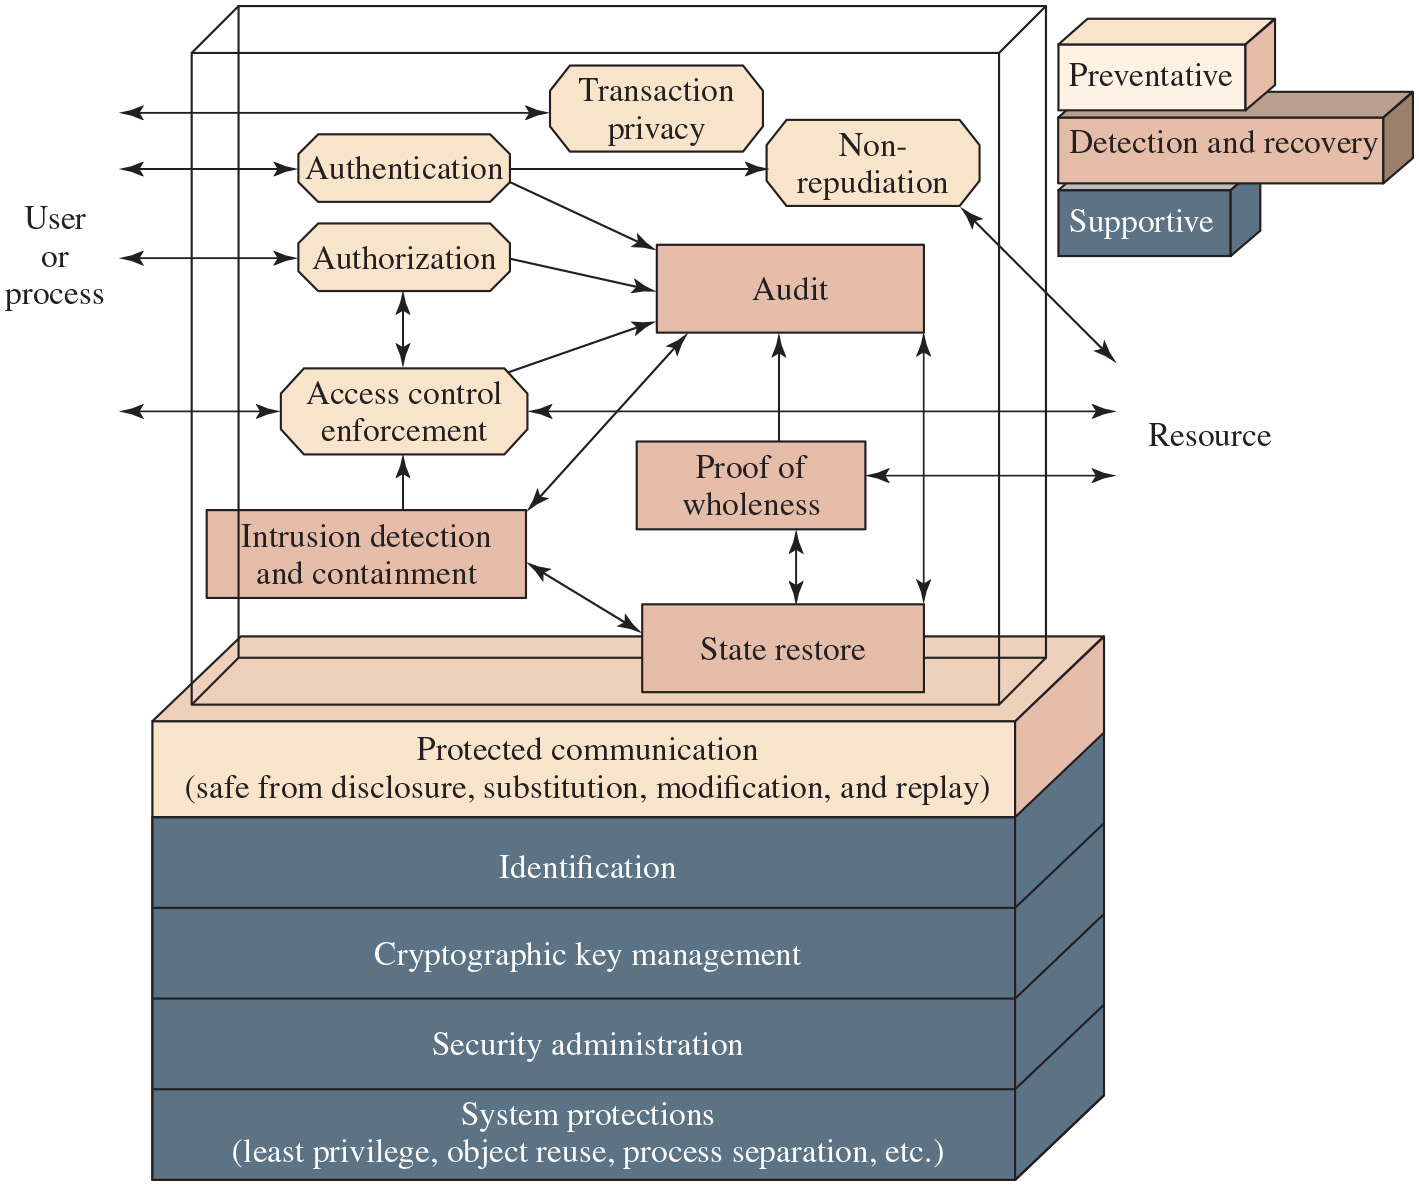 Transaction
privacy
Preventative
Authentication
Non-
repudiation
Detection and recovery
Supportive
User
or
process
Authorization
Audit
Access control
enforcement
Resource
Proof of
wholeness
Intrusion detection
and containment
State restore
Protected communication
(safe from disclosure, substitution, modification, and replay)
Identification
Cryptographic key management
Security administration
System protections
(least privilege, object reuse, process separation, etc.)